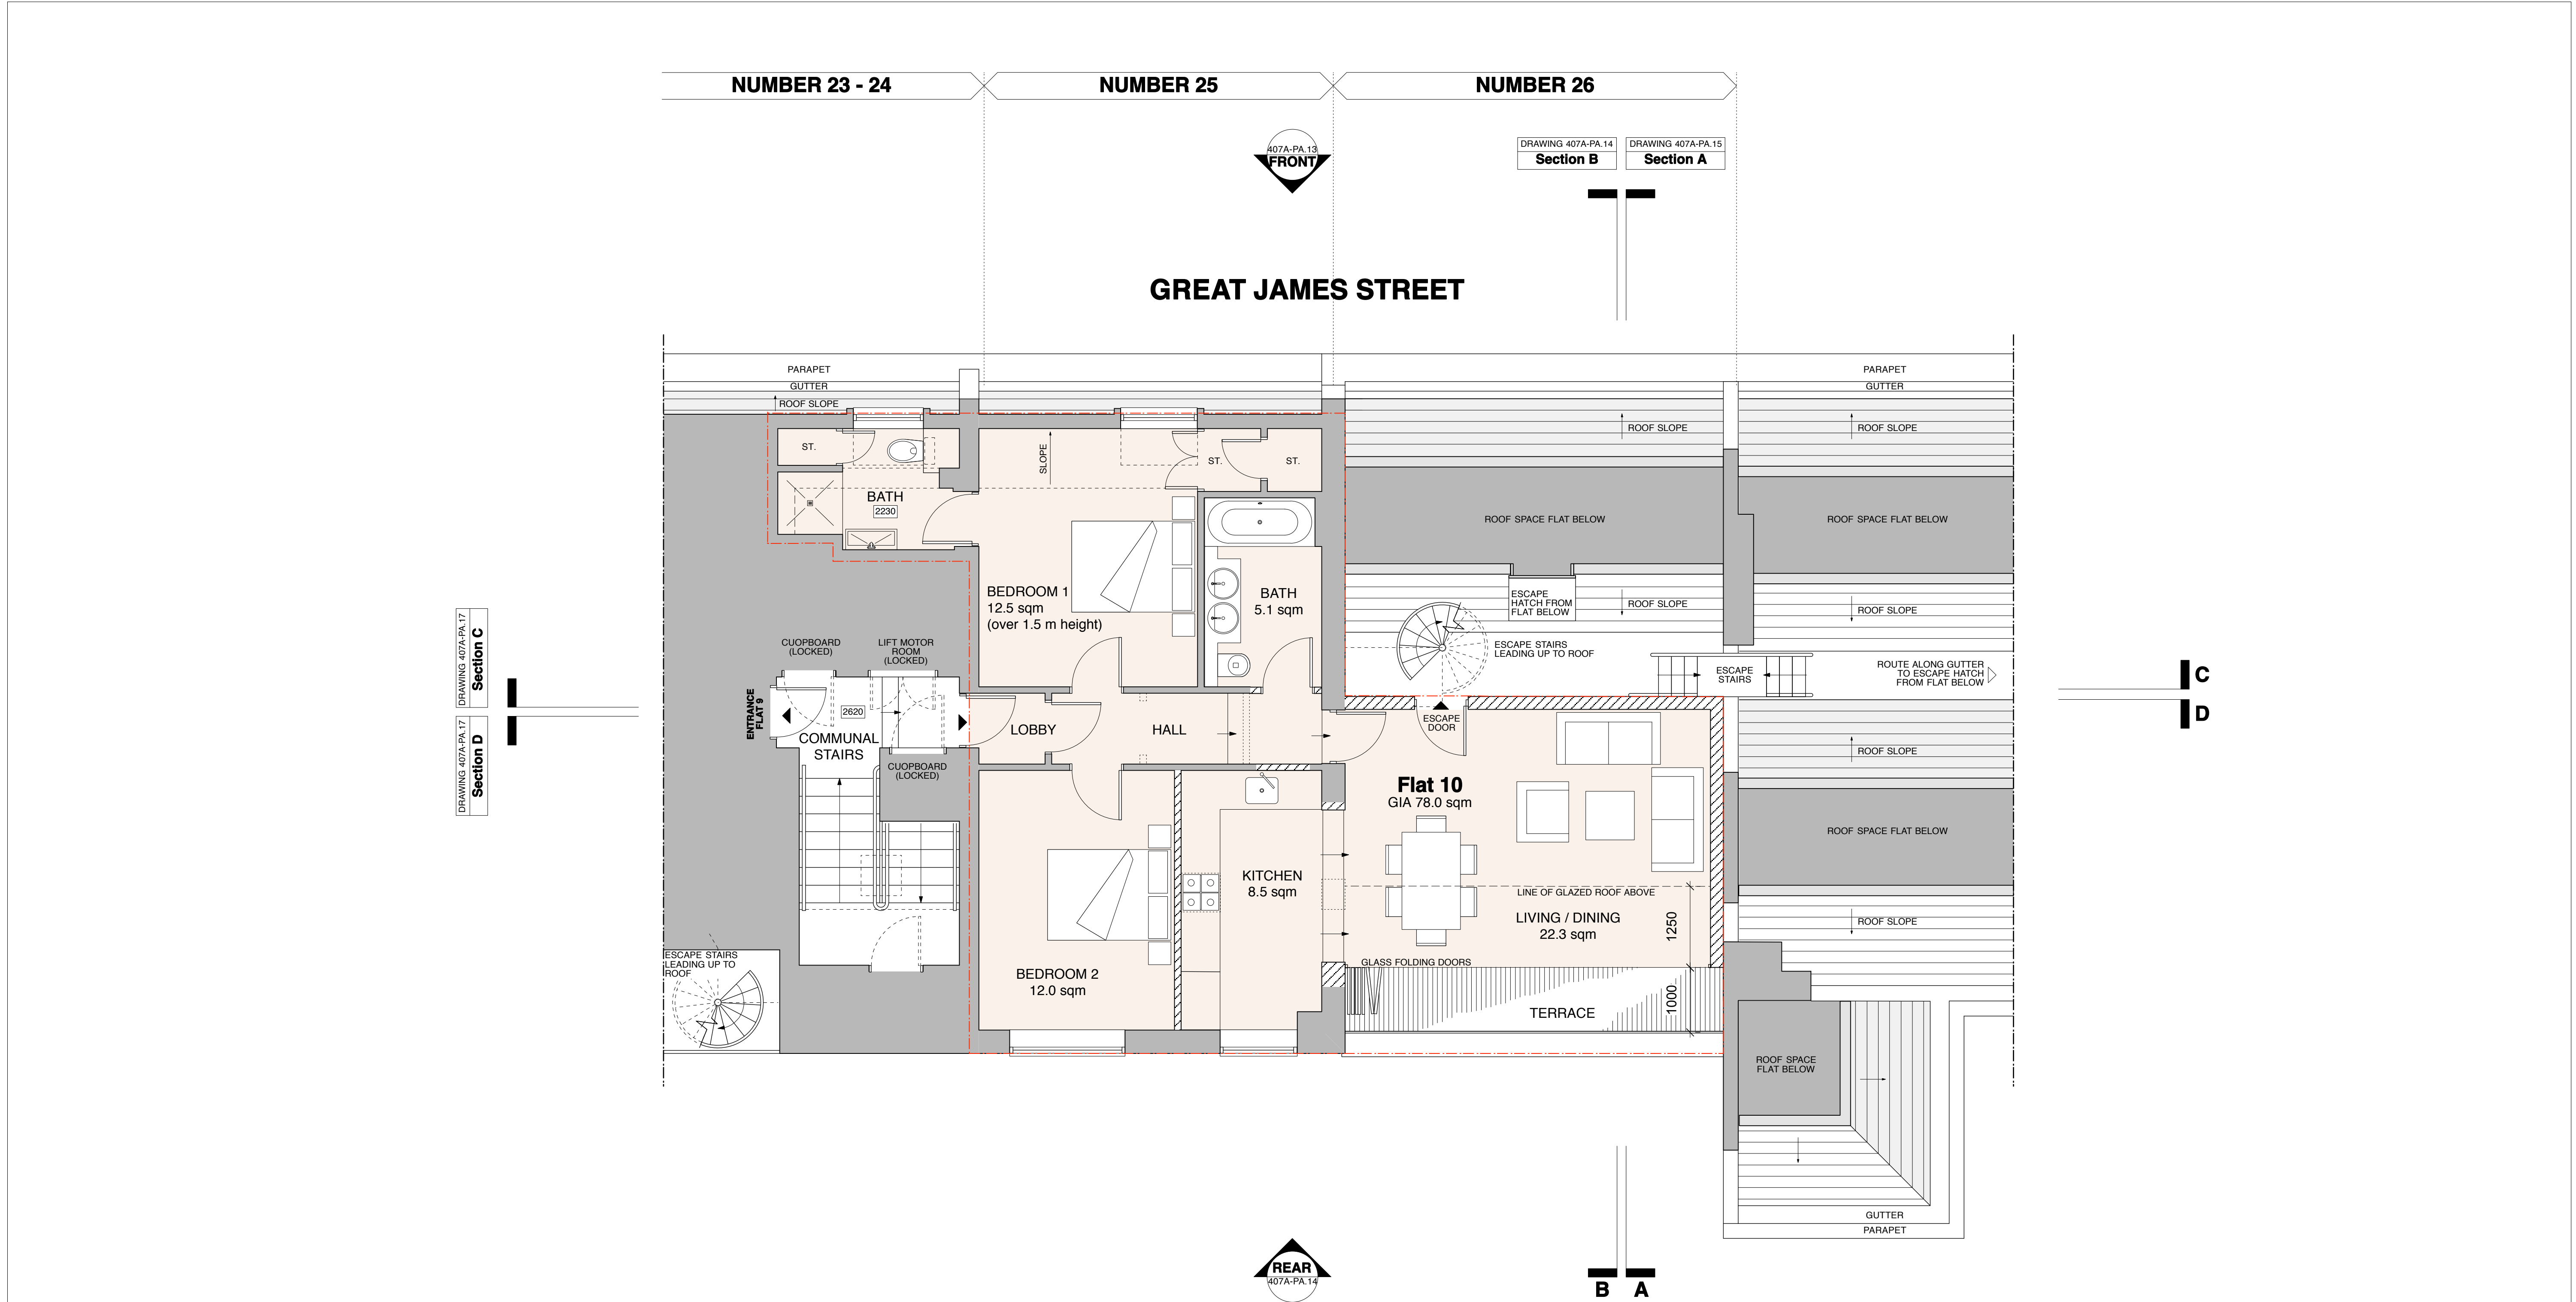 NUMBER 23 - 24
NUMBER 25
NUMBER 26
407A-PA.13
FRONT
DRAWING 407A-PA.14
Section B
DRAWING 407A-PA.15
Section A
GREAT JAMES STREET
PARAPET
GUTTER
ROOF SLOPE
PARAPET
GUTTER
ROOF SLOPE
ROOF SLOPE
ST.
SLOPE
ST.
ST.
BATH
2230
ROOF SPACE FLAT BELOW
ROOF SPACE FLAT BELOW
BEDROOM 1
12.5 sqm
(over 1.5 m height)
BATH
5.1 sqm
ESCAPE
HATCH FROM
FLAT BELOW
ROOF SLOPE
ROOF SLOPE
DRAWING 407A-PA.17
Section C
CUOPBOARD
(LOCKED)
LIFT MOTOR
ROOM
(LOCKED)
ESCAPE STAIRS
LEADING UP TO ROOF
ESCAPE
STAIRS
ROUTE ALONG GUTTER
TO ESCAPE HATCH
FROM FLAT BELOW
C
D
ENTRANCE
FLAT 9
2620
COMMUNAL
STAIRS
LOBBY
HALL
ESCAPE
DOOR
ROOF SLOPE
DRAWING 407A-PA.17
Section D
CUOPBOARD
(LOCKED)
Flat 10
GIA 78.0 sqm
ROOF SPACE FLAT BELOW
KITCHEN
8.5 sqm
LINE OF GLAZED ROOF ABOVE
LIVING / DINING
22.3 sqm
1250
ROOF SLOPE
ESCAPE STAIRS
LEADING UP TO
ROOF
BEDROOM 2
12.0 sqm
GLASS FOLDING DOORS
TERRACE
1000
ROOF SPACE
FLAT BELOW
GUTTER
PARAPET
REAR
407A-PA.14
B
A